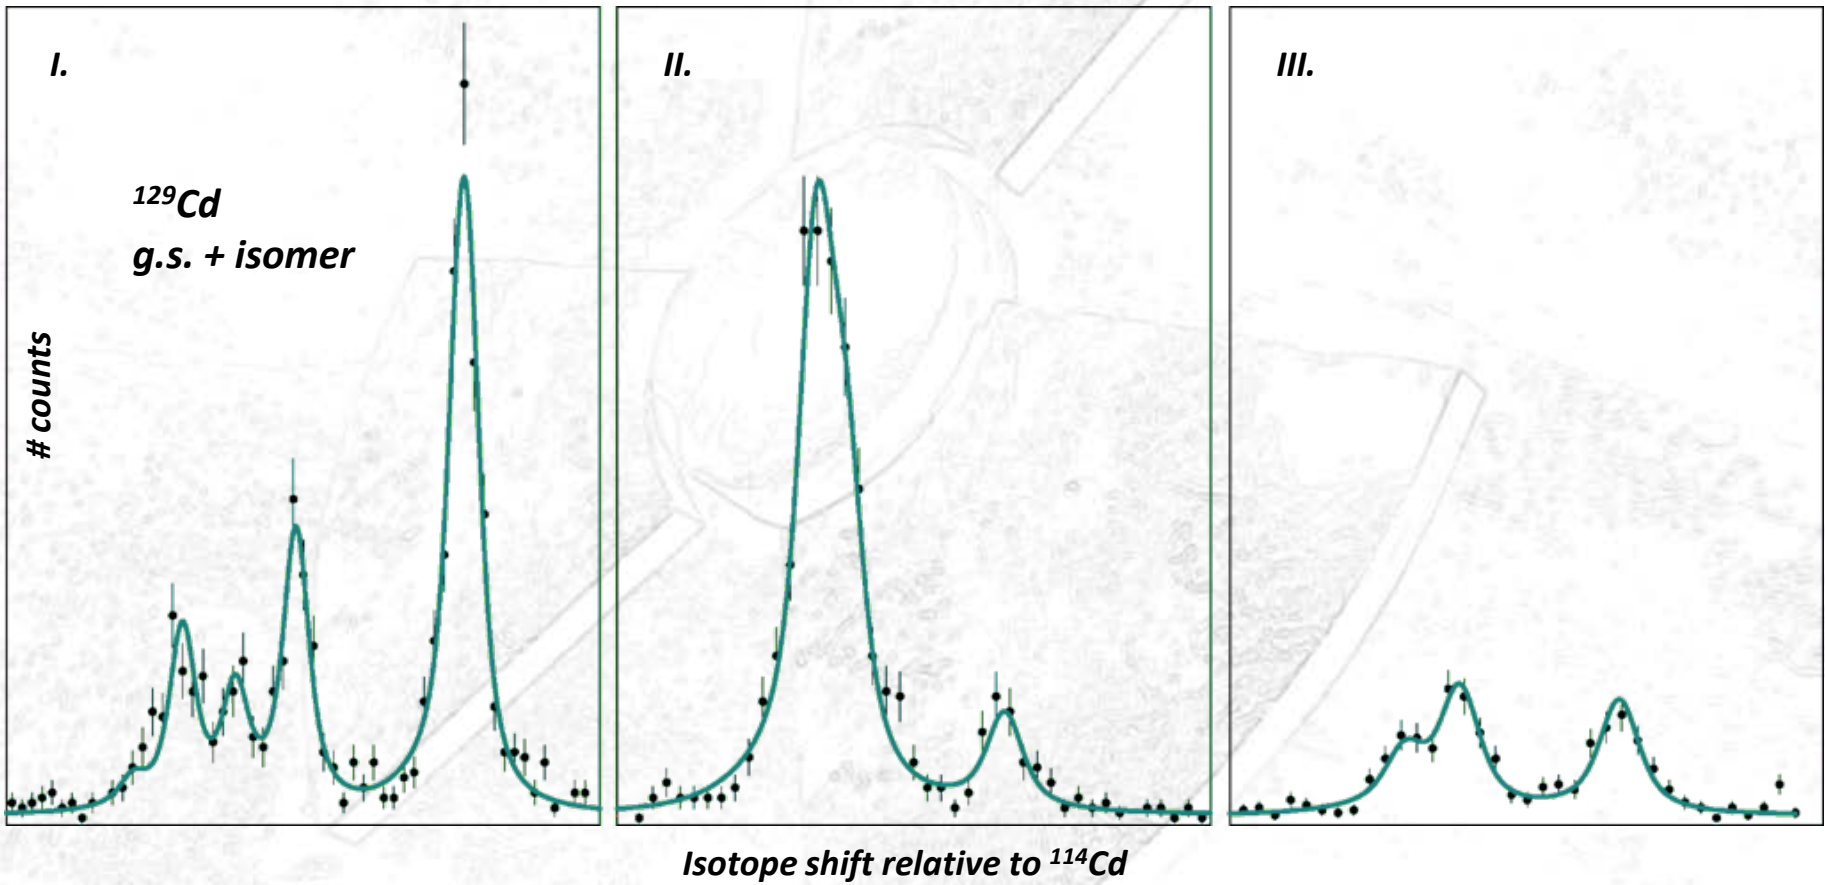 I.
II.
III.
¹²⁹Cd
g.s. + isomer
# counts
Isotope shift relative to ¹¹⁴Cd